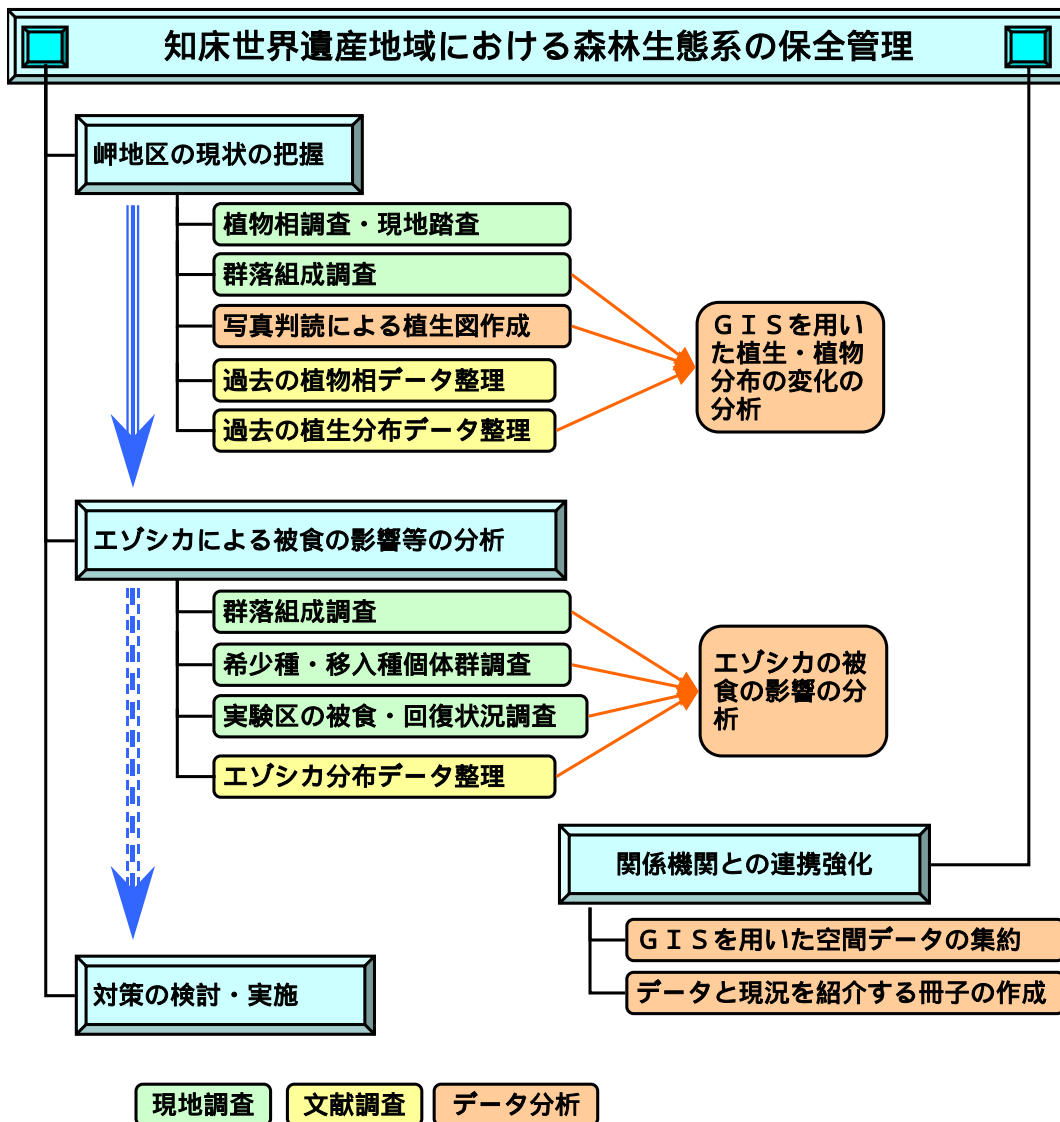 知床世界遺産地域における森林生態系の保全管理
岬地区の現状の把握
植物相調査・現地踏査
群落組成調査
写真判読による植生図作成
過去の植物相データ整理
過去の植生分布データ整理
ＧＩＳを用い
た植生・植物
分布の変化の
分析
エゾシカによる被食の影響等の分析
群落組成調査
希少種・移入種個体群調査
実験区の被食・回復状況調査
エゾシカ分布データ整理
エゾシカの被
食の影響の分
析
関係機関との連携強化
ＧＩＳを用いた空間データの集約
データと現況を紹介する冊子の作成
対策の検討・実施
現地調査
文献調査
データ分析